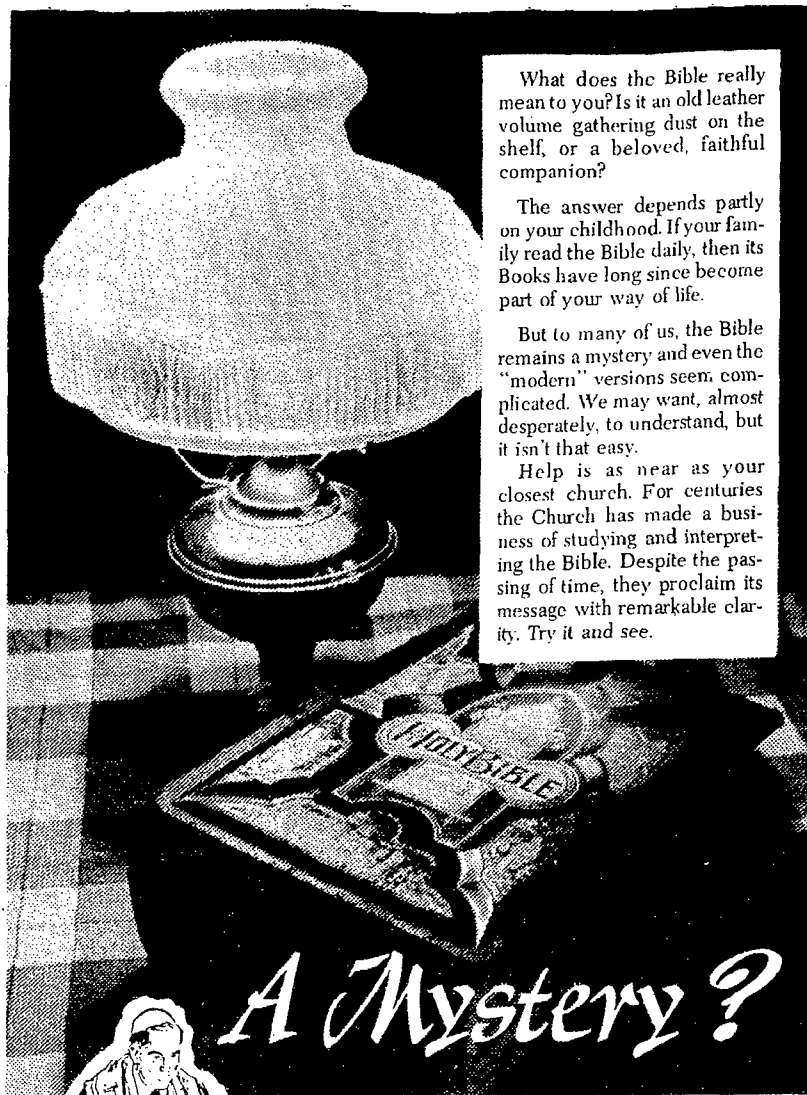 What does the Bible really
mean to you? Is it an old leather
volume gathering dust on the
shelf, or a beloved, faithful
companion?
The answer depends partly
on your childhood. If your fam-
ily read the Bible daily, then its
Books have long since become
part of your way of life.
But to many of us, the Bible
remains a mystery and even the
"modern" versions seem com-
plicated. We may want, almost
desperately, to understand, but
it isn't that easy.
Help is as near as your
closest church. For centuries
the Church has made a busi-
ness of studying and interpret-
ing the Bible. Despite the pas-
sing of time, they proclaim its
message with remarkable clar-
ity. Try it and see.
HOLY BIBLE
A Mystery?